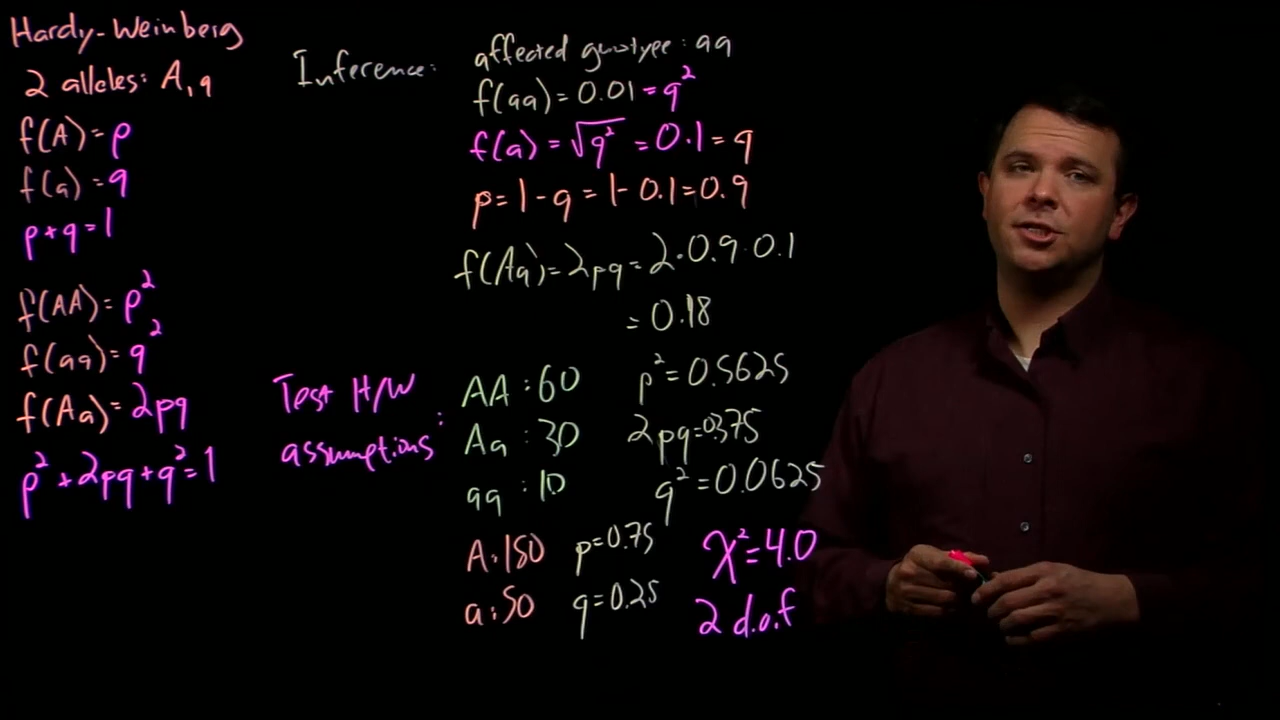 Hardy-Weinberg
2 alleles: A, a
f(A) = p
f(a) = q
p+q=1
f(AA) = p²
f(aa) = q²
f(Aa) = 2pq
p²+2pq+q²=1
Inference:
affected genotype: aa
f(aa) = 0.01 = q²
f(a) = √q² = 0.1 = q
p = 1 - q = 1 - 0.1 = 0.9
f(Aa) = 2pq = 2·0.9·0.1
= 0.18
Test H/W
assumptions:
AA : 60
Aa : 30
aa : 10
p² = 0.5625
2pq = 0.375
q² = 0.0625
A: 150
a: 50
p = 0.75
q = 0.25
χ² = 4.0
2 d.o.f